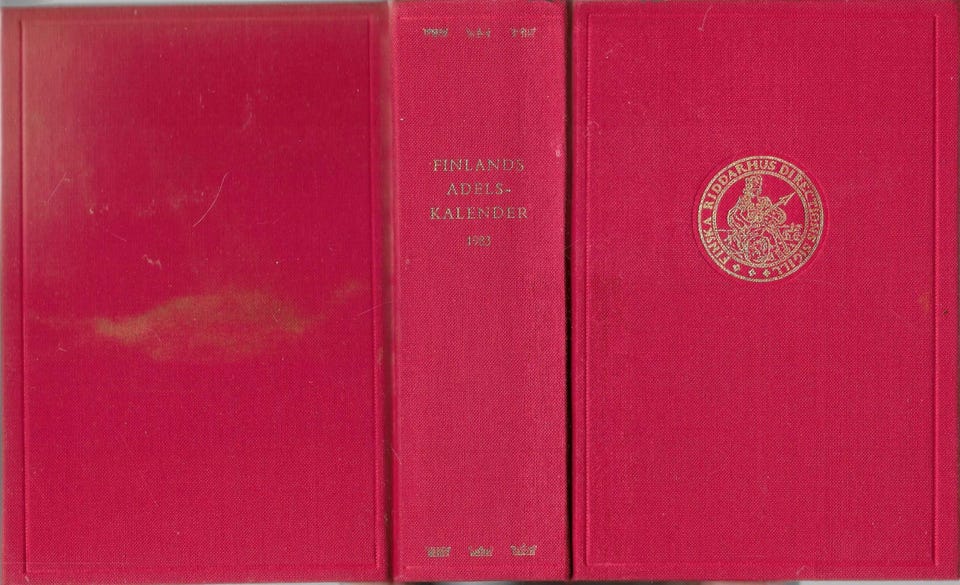 FINLANDS
ADELS-
KALENDER
1983
FINSKA RIDDARHUS DIRECTIONS SIGILL